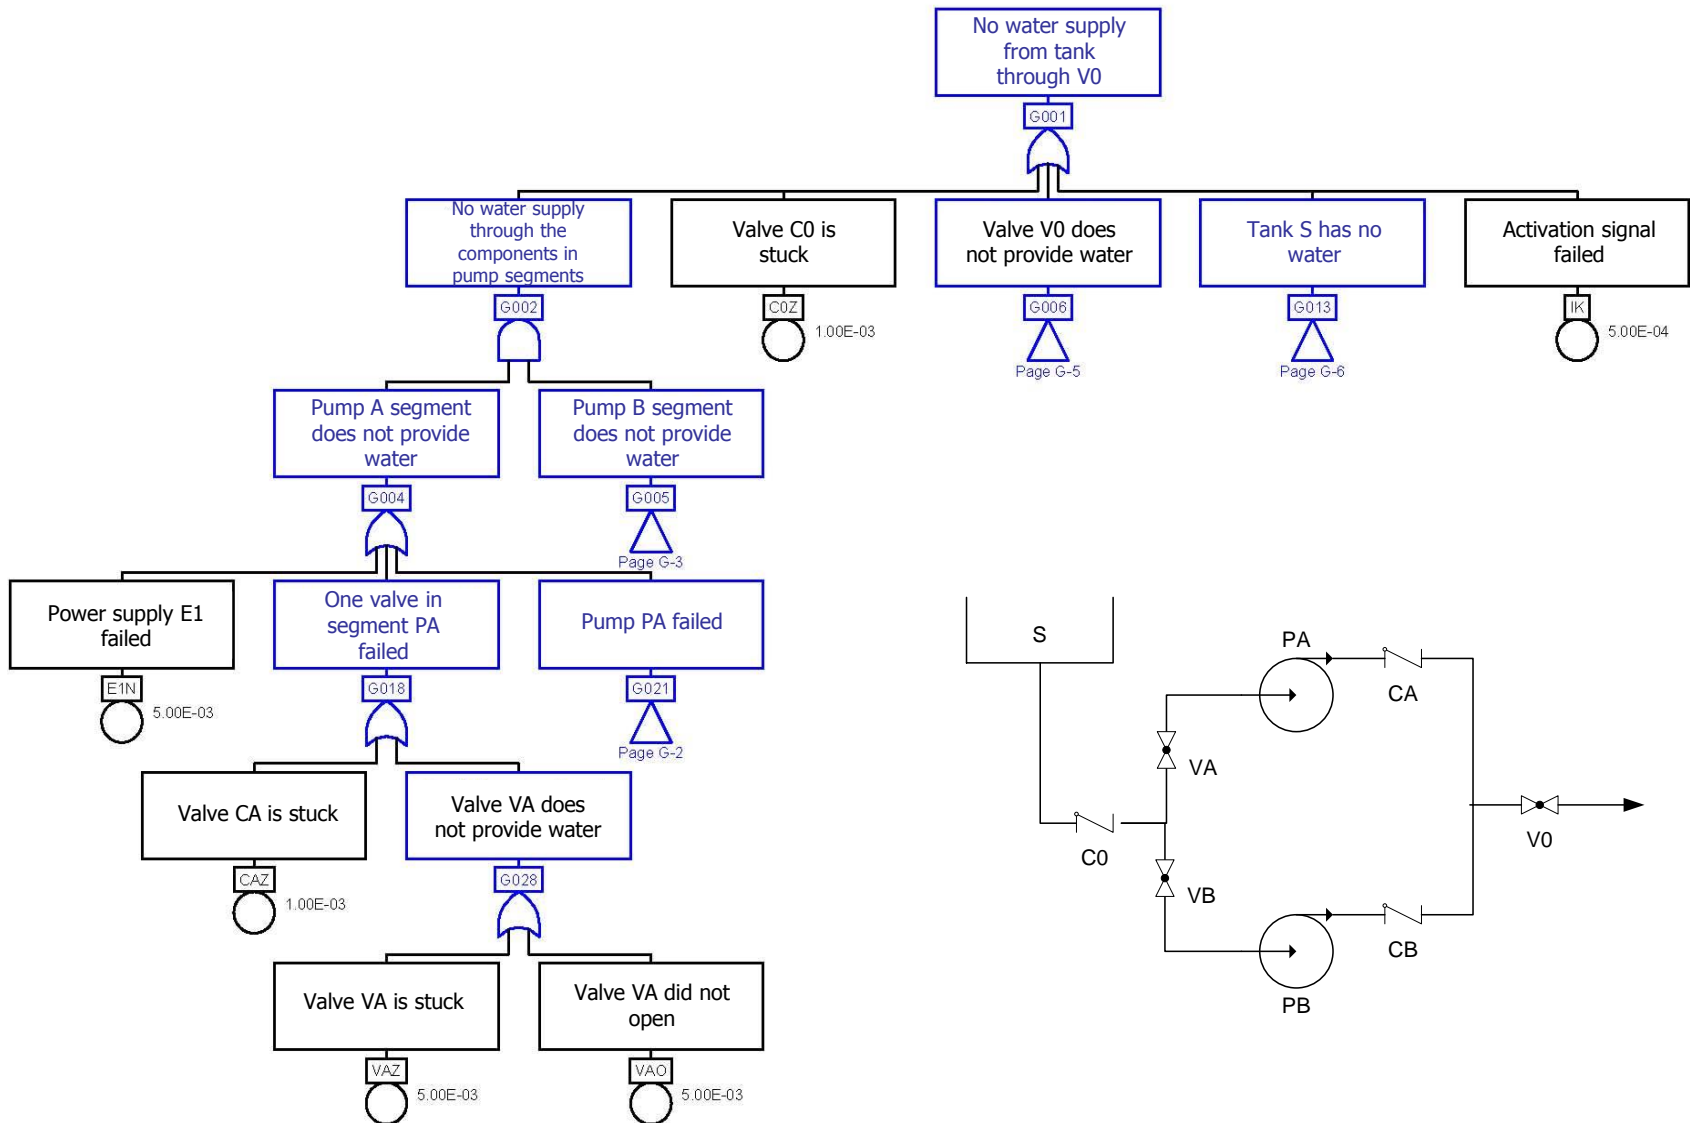 No water supply
from tank
through V0
G001
No water supply
through the
components in
pump segments
G002
Valve C0 is
stuck
C0Z
1.00E-03
Valve V0 does
not provide water
G006
Page G-5
Tank S has no
water
G013
Page G-6
Activation signal
failed
IK
5.00E-04
Pump A segment
does not provide
water
G004
Pump B segment
does not provide
water
G005
Page G-3
Power supply E1
failed
E1N
5.00E-03
One valve in
segment PA
failed
G018
Pump PA failed
G021
Page G-2
Valve CA is stuck
CAZ
1.00E-03
Valve VA does
not provide water
G028
Valve VA is stuck
VAZ
5.00E-03
Valve VA did not
open
VAO
5.00E-03
S
PA
CA
VA
C0
V0
VB
CB
PB